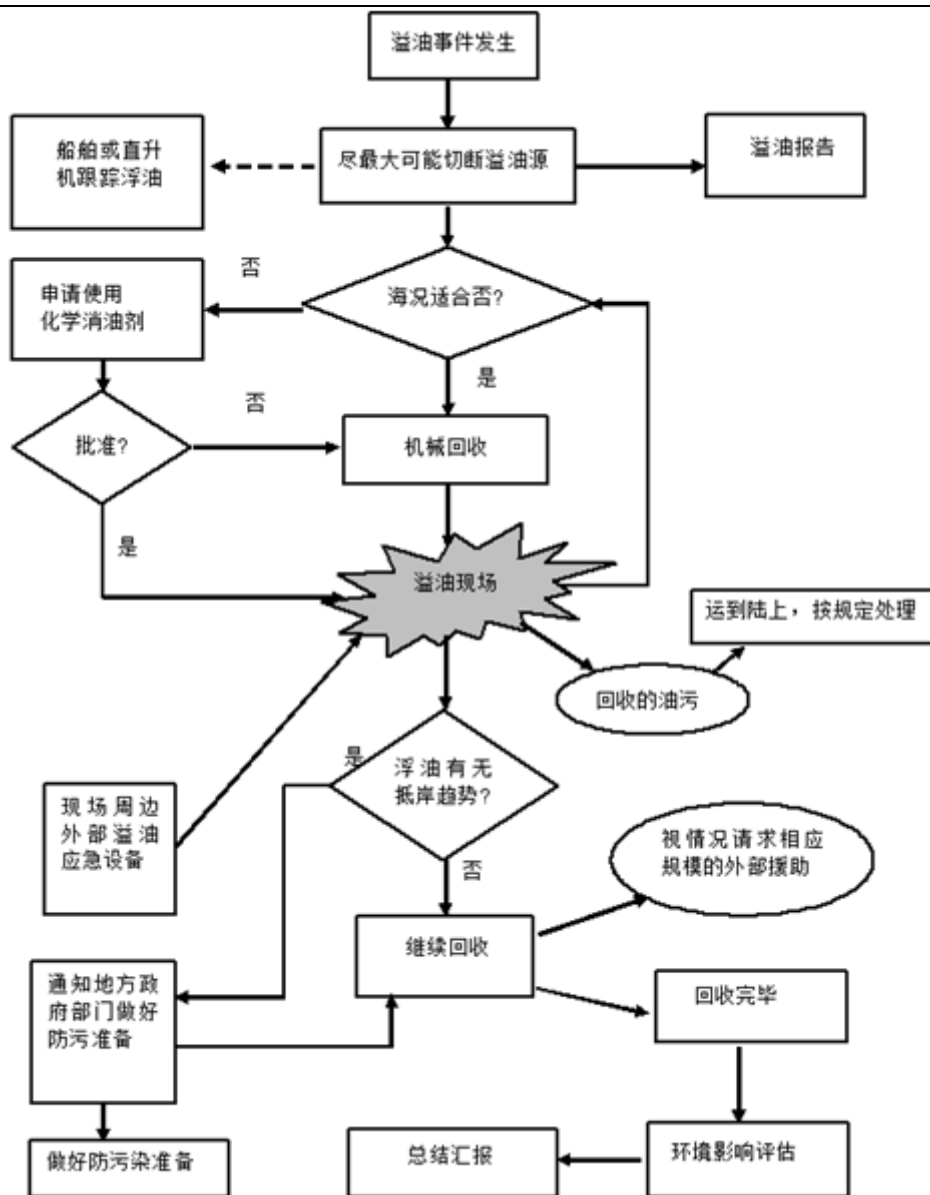 溢油事件发生
船舶或直升
机跟踪浮油
尽最大可能切断溢油源
溢油报告
否
海况适合否?
申请使用
化学消油剂
是
否
批准?
机械回收
是
溢油现场
运到陆上，按规定处理
回收的油污
是
浮油有无
抵岸趋势?
现场周边
外部溢油
应急设备
视情况请求相应
规模的外部援助
否
继续回收
通知地方政
府部门做好
防污准备
回收完毕
做好防污染准备
总结汇报
环境影响评估